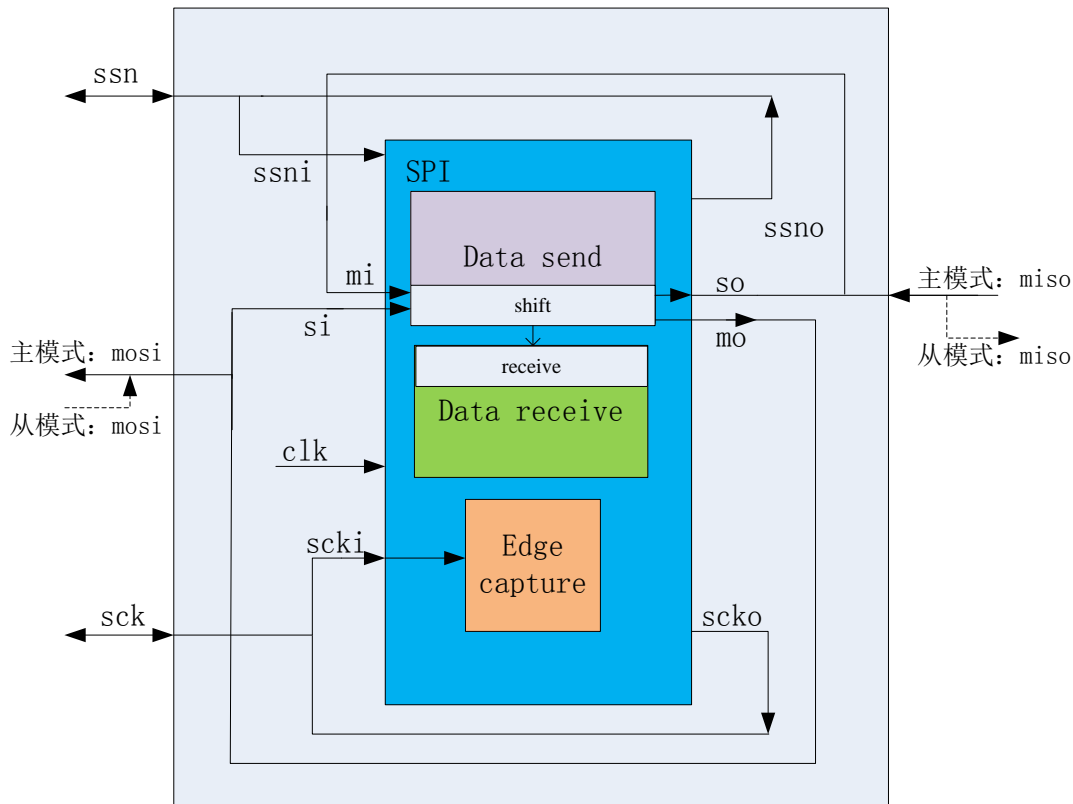 ssn
ssni
SPI
ssno
Data send
mi
so
主模式: miso
shift
si
mo
主模式: mosi
从模式: miso
receive
从模式: mosi
Data receive
clk
scki
Edge
capture
sck
scko